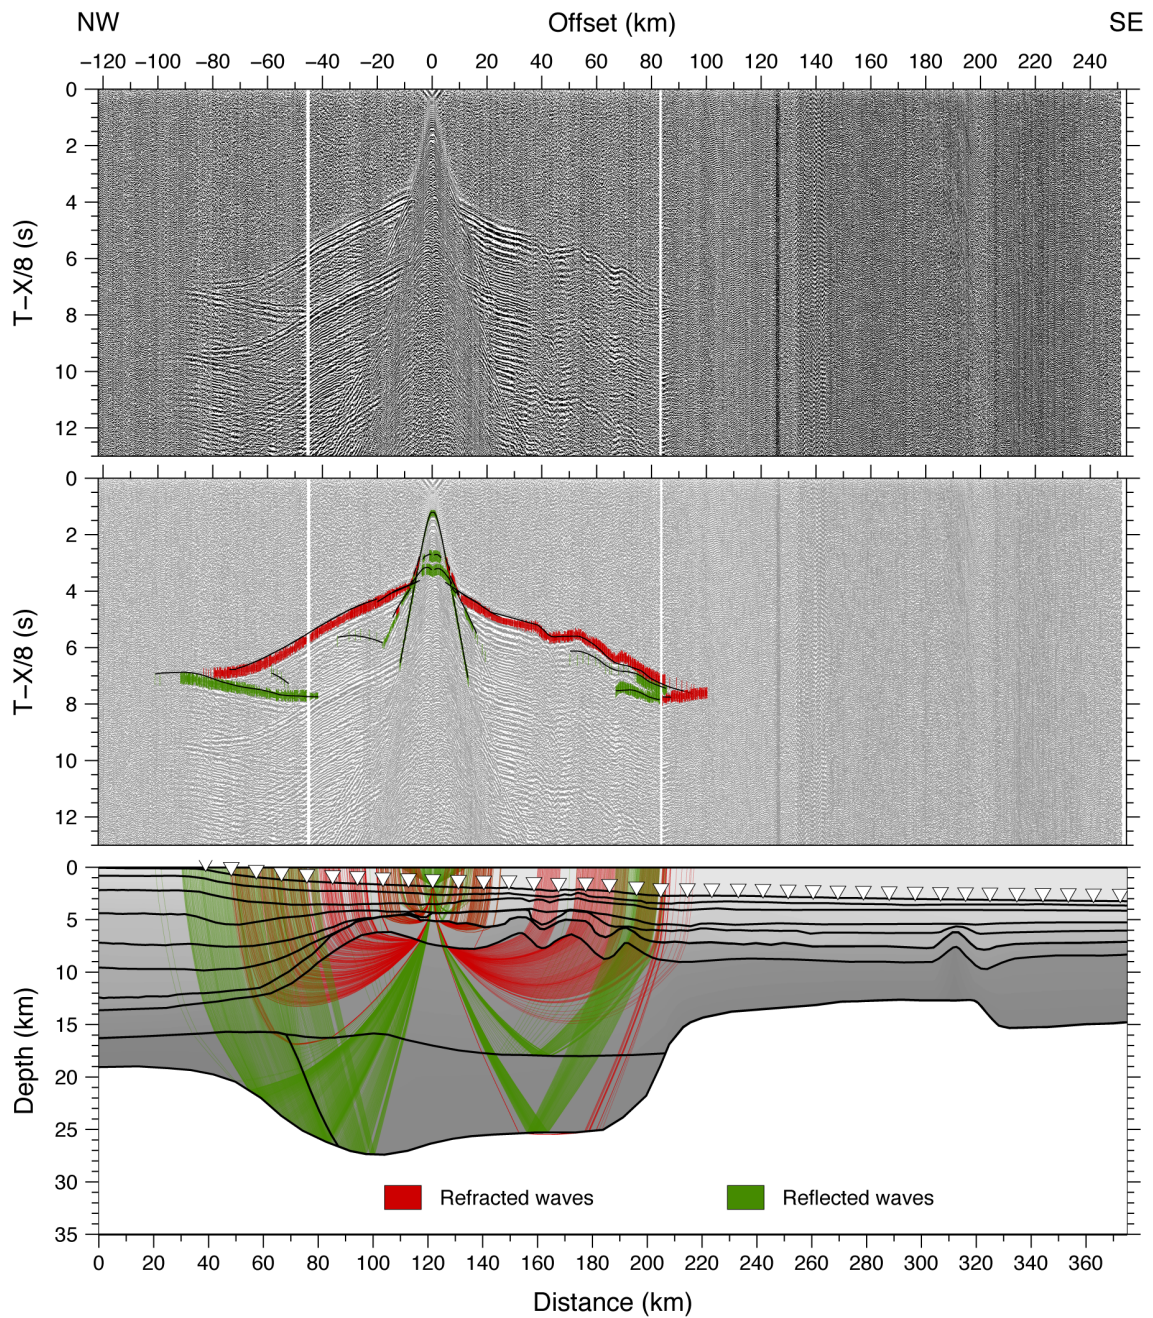 NW Offset (km) SE
−120 −100 −80 −60 −40 −20 0 20 40 60 80 100 120 140 160 180 200 220 240
0
2
4
6
8
10
12
T−X/8 (s)
0
2
4
6
8
10
12
T−X/8 (s)
0
5
10
15
20
25
30
35
Depth (km)
Refracted waves Reflected waves
0 20 40 60 80 100 120 140 160 180 200 220 240 260 280 300 320 340 360
Distance (km)